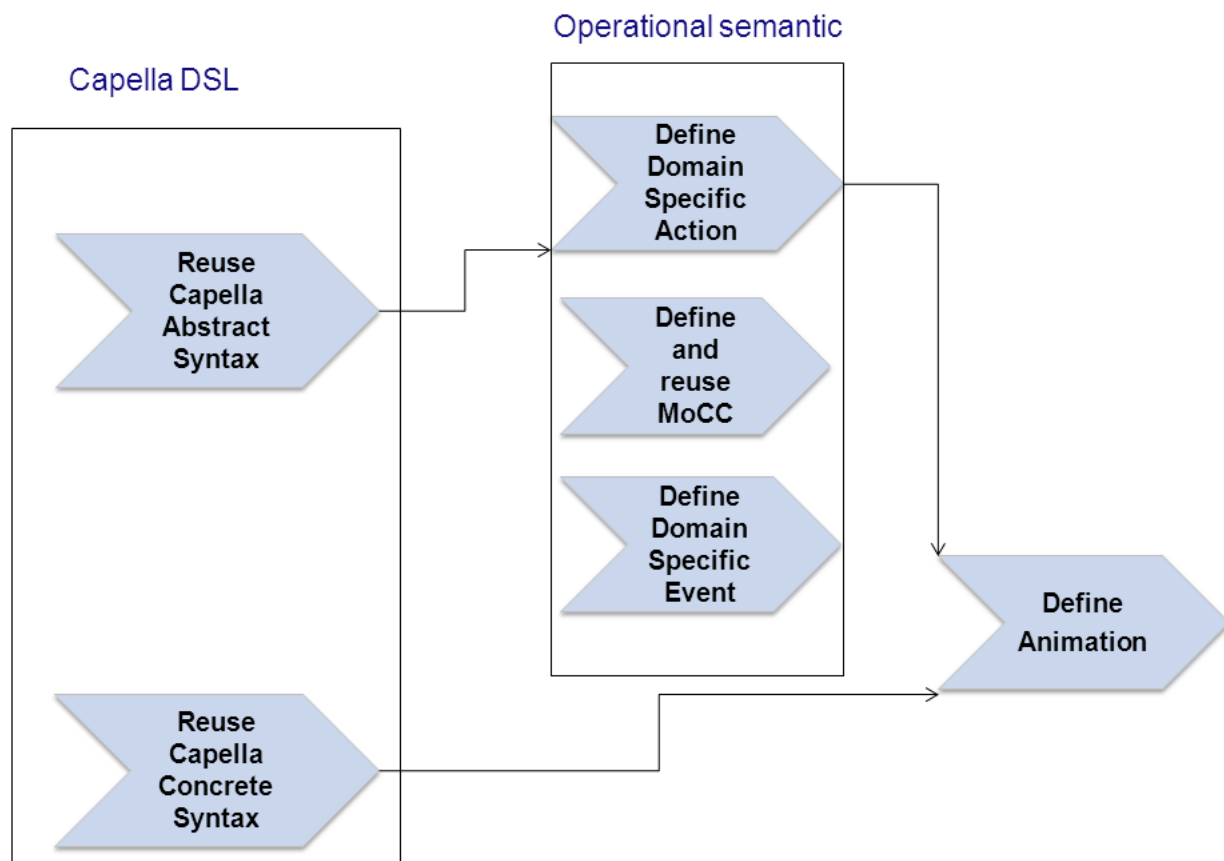 Operational semantic
Capella DSL
Define
Domain
Specific
Action
Reuse
Capella
Abstract
Syntax
Define
and
reuse
MoCC
Define
Domain
Specific
Event
Define
Animation
Reuse
Capella
Concrete
Syntax